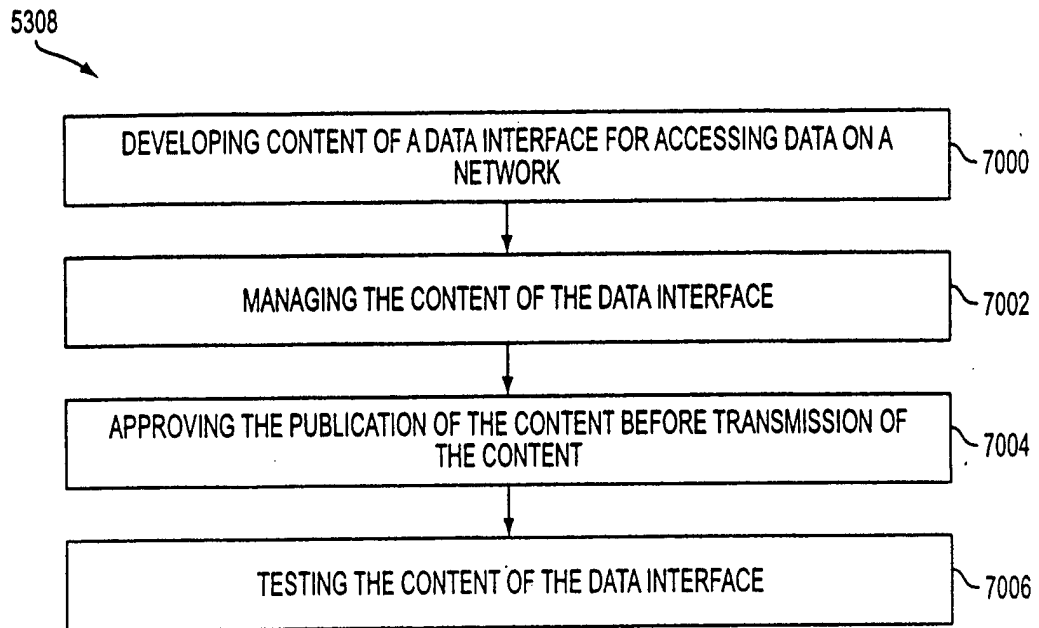 5308
DEVELOPING CONTENT OF A DATA INTERFACE FOR ACCESSING DATA ON A
NETWORK
7000
MANAGING THE CONTENT OF THE DATA INTERFACE
7002
APPROVING THE PUBLICATION OF THE CONTENT BEFORE TRANSMISSION OF
THE CONTENT
7004
TESTING THE CONTENT OF THE DATA INTERFACE
7006